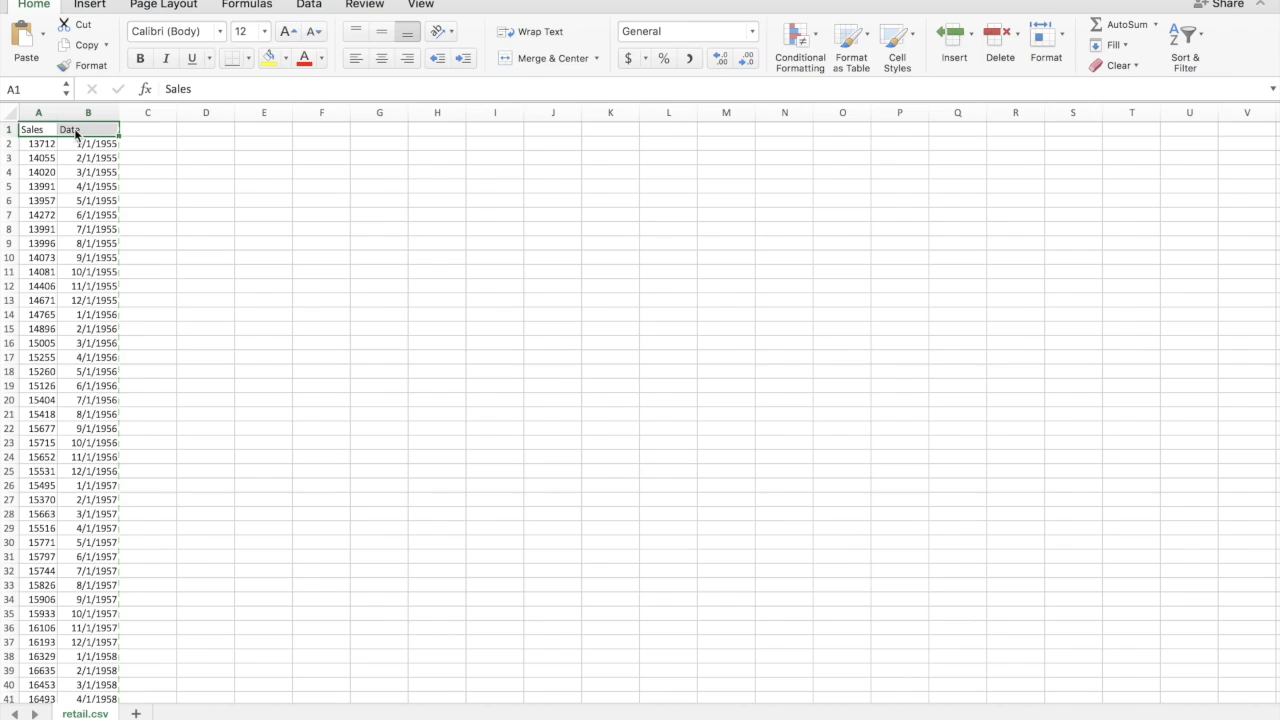 Home Insert Page Layout Formulas Data Review View Share
Cut Calibri (Body) 12 Wrap Text General AutoSum
Copy Fill
Paste Format Merge & Center $ % Conditional Formatting Format as Table Cell Styles Insert Delete Format Clear Sort & Filter
A1 fx Sales
A B C D E F G H I J K L M N O P Q R S T U V
1 Sales Date
2 13712 1/1/1955
3 14055 2/1/1955
4 14020 3/1/1955
5 13991 4/1/1955
6 13957 5/1/1955
7 14272 6/1/1955
8 13991 7/1/1955
9 13996 8/1/1955
10 14073 9/1/1955
11 14081 10/1/1955
12 14406 11/1/1955
13 14671 12/1/1955
14 14765 1/1/1956
15 14896 2/1/1956
16 15005 3/1/1956
17 15255 4/1/1956
18 15260 5/1/1956
19 15126 6/1/1956
20 15404 7/1/1956
21 15418 8/1/1956
22 15677 9/1/1956
23 15715 10/1/1956
24 15652 11/1/1956
25 15531 12/1/1956
26 15495 1/1/1957
27 15370 2/1/1957
28 15663 3/1/1957
29 15516 4/1/1957
30 15771 5/1/1957
31 15797 6/1/1957
32 15744 7/1/1957
33 15826 8/1/1957
34 15906 9/1/1957
35 15933 10/1/1957
36 16106 11/1/1957
37 16193 12/1/1957
38 16329 1/1/1958
39 16635 2/1/1958
40 16453 3/1/1958
41 16493 4/1/1958
retail.csv